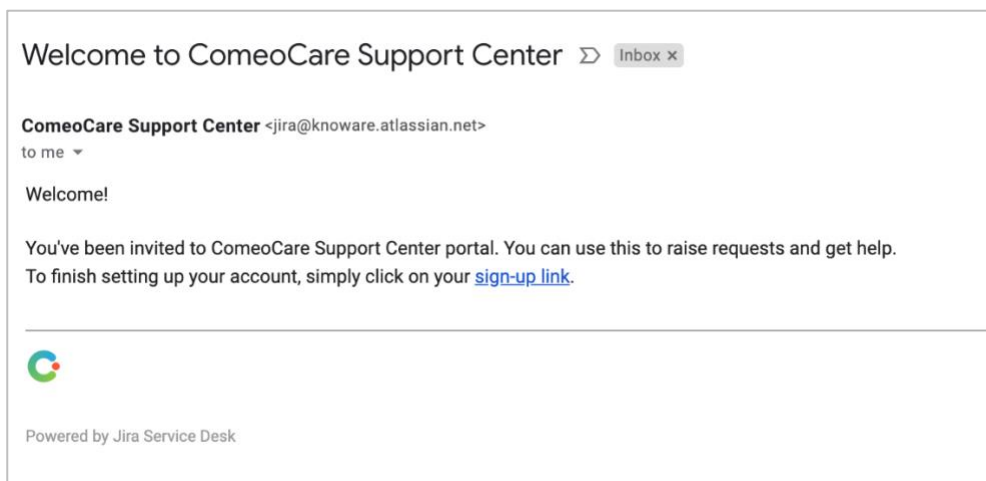 Welcome to ComeoCare Support Center Inbox ×
ComeoCare Support Center <jira@knoware.atlassian.net>
to me
Welcome!
You've been invited to ComeoCare Support Center portal. You can use this to raise requests and get help.
To finish setting up your account, simply click on your sign-up link.
Powered by Jira Service Desk